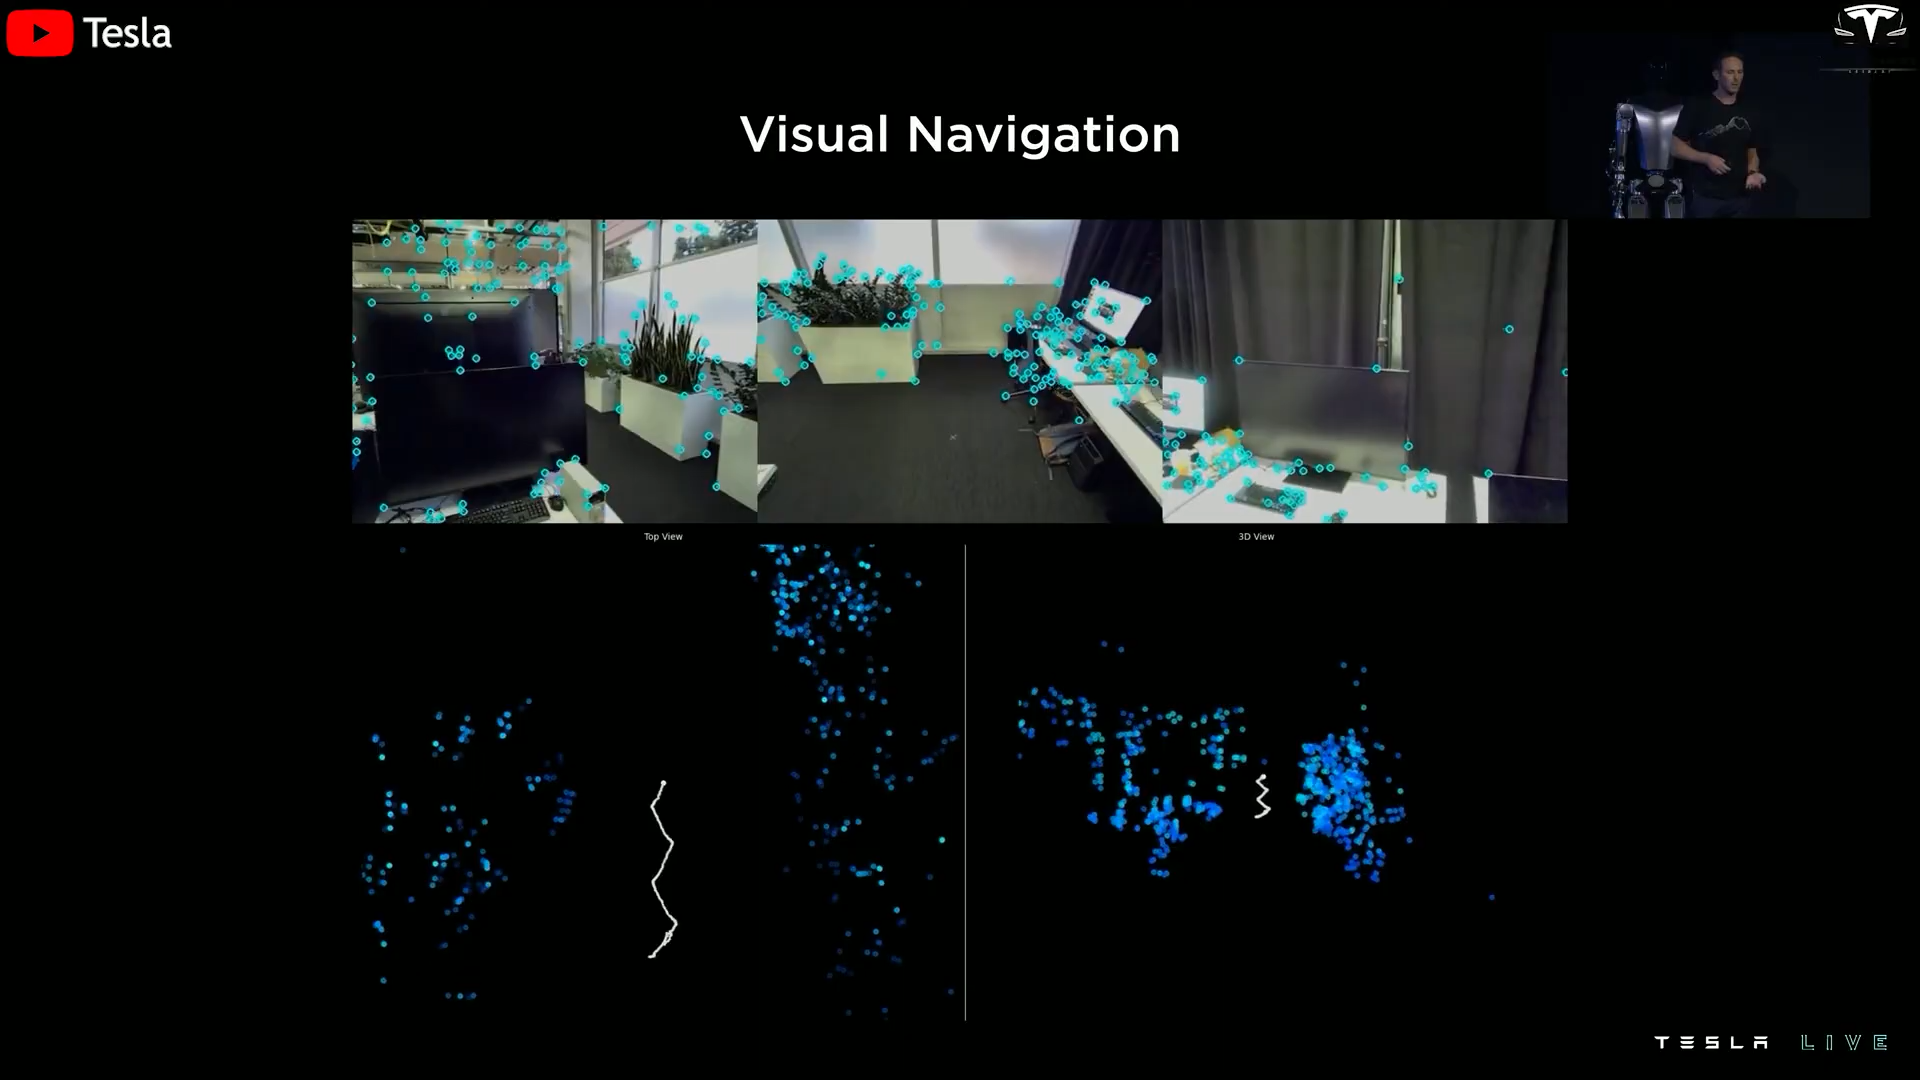 Tesla
Visual Navigation
Top View
3D View
TESLA LIVE